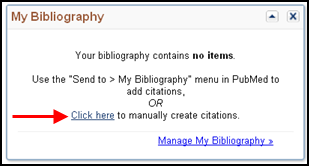 My Bibliography
Your bibliography contains no items.
Use the "Send to > My Bibliography" menu in PubMed to
add citations,
OR
Click here to manually create citations.
Manage My Bibliography »